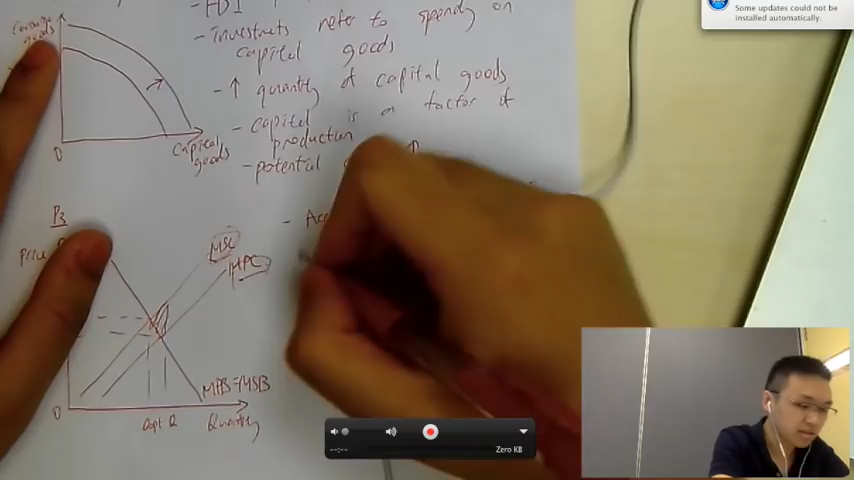 - FDI
- investments refer to spending on
capital goods
- ↑ quantity of capital goods
- capital is a factor of
production
- potential
goods
Capital
goods
0
P3
Price
MSC
MPC
MPB=MSB
0
Qopt Q
Quantity
Some updates could not be
installed automatically.
--:--
Zero KB